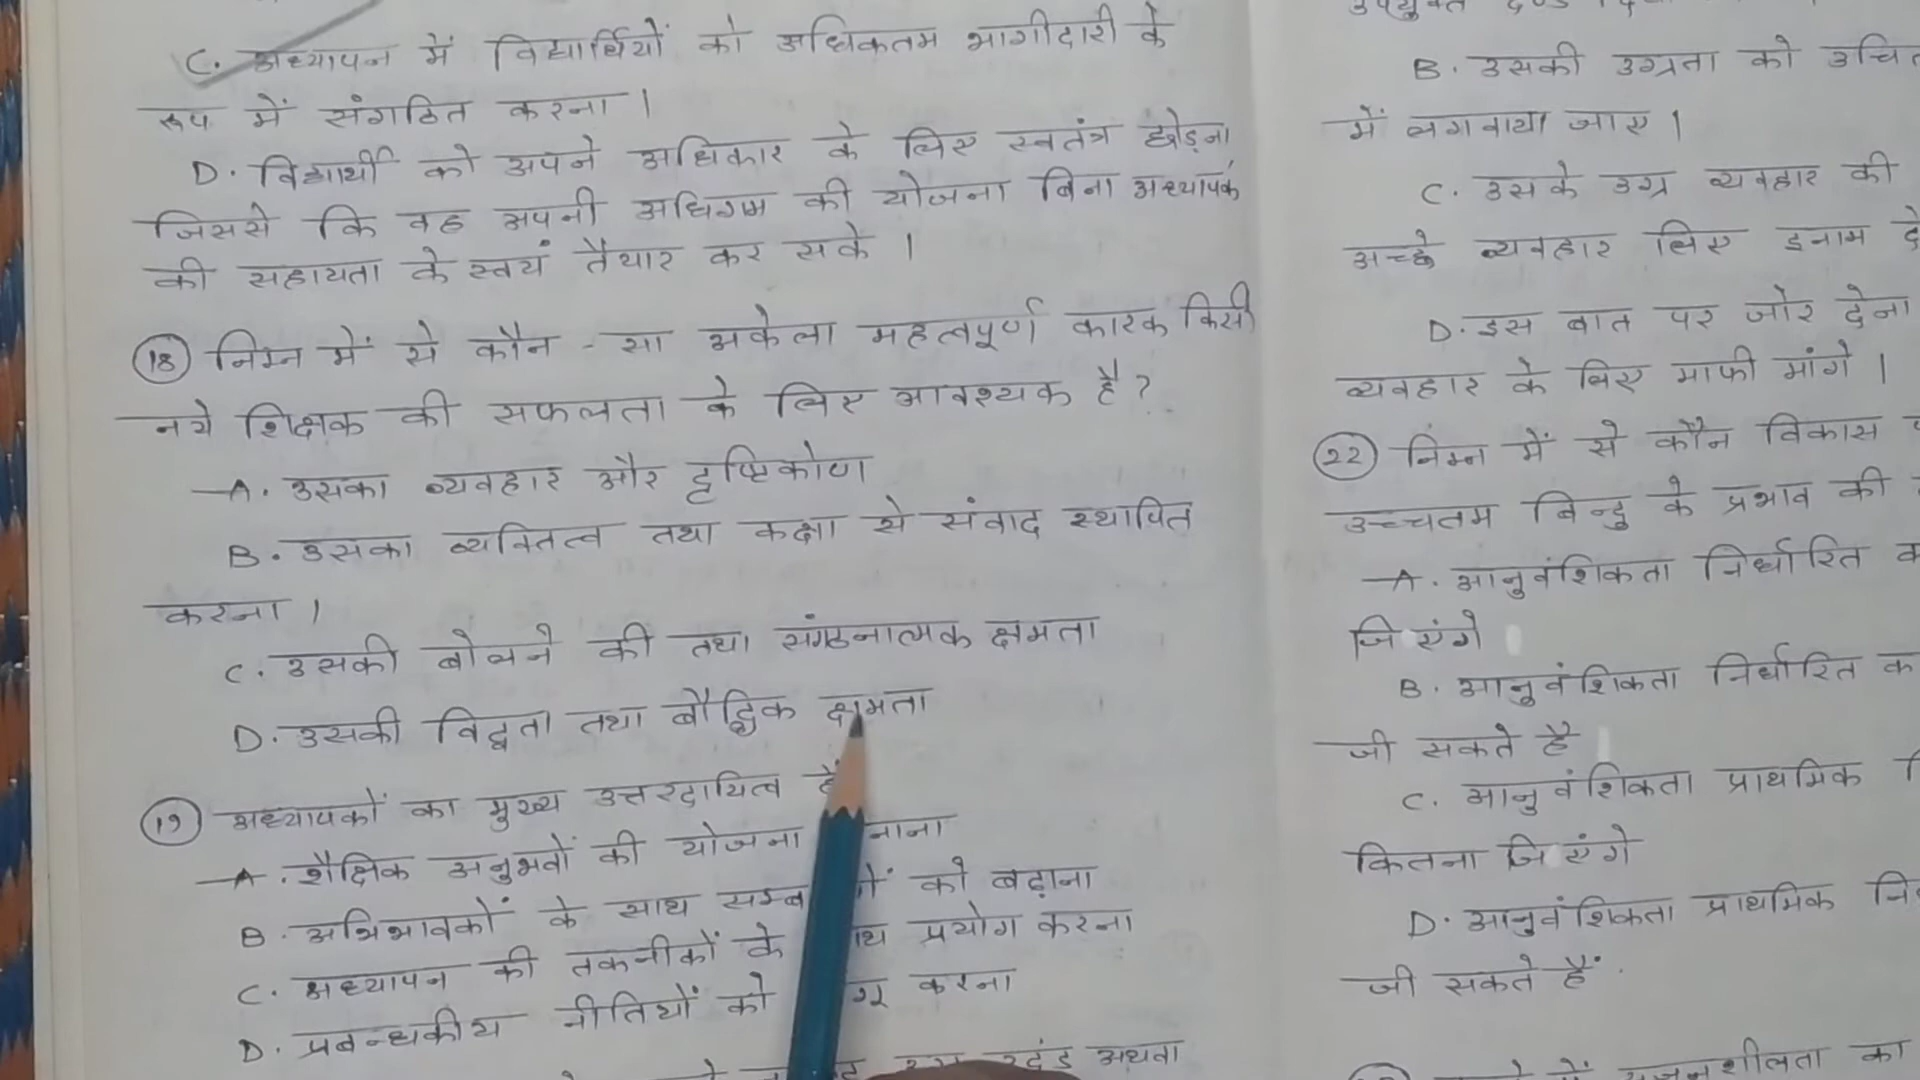 C. अध्यापन में विद्यार्थियों को अधिकतम भागीदारी के
रूप में संगठित करना ।
D. विद्यार्थी को अपने अधिकार के लिए स्वतंत्र छोड़ना
जिससे कि वह अपनी अधिगम की योजना बिना अध्यापक
की सहायता के स्वयं तैयार कर सके ।
(18) निम्न में से कौन - सा अकेला महत्वपूर्ण कारक किसी
नये शिक्षक की सफलता के लिए आवश्यक है ?
A. उसका व्यवहार और दृष्टिकोण
B. उसका व्यक्तित्व तथा कक्षा से संवाद स्थापित
करना ।
C. उसकी बोलने की तथा संगठनात्मक क्षमता
D. उसकी विद्वता तथा बौद्धिक क्षमता
(19) अध्यापकों का मुख्य उत्तरदायित्व है
A. शैक्षिक अनुभवों की योजना
B. अभिभावकों के साथ को बढ़ाना
C. अध्यापन की तकनीकों के प्रयोग करना
D. प्रबन्धकीय नीतियों को करना
अथवा
उपयुक्त
B. उसकी उग्रता को
में लगवाया जाए ।
C. उसके उग्र व्यवहार की
अच्छे व्यवहार लिए इनाम
D. इस बात पर जोर देना
व्यवहार के लिए माफी मांगे ।
(22) निम्न में से कौन विकास
उच्चतम बिन्दु के प्रभाव की
A. आनुवंशिकता निर्धारित
जिएंगे
B. आनुवंशिकता निर्धारित
जी सकते है
C. आनुवंशिकता प्राथमिक
कितना जिएंगे
D. आनुवंशिकता प्राथमिक
जी सकते हैं.
का